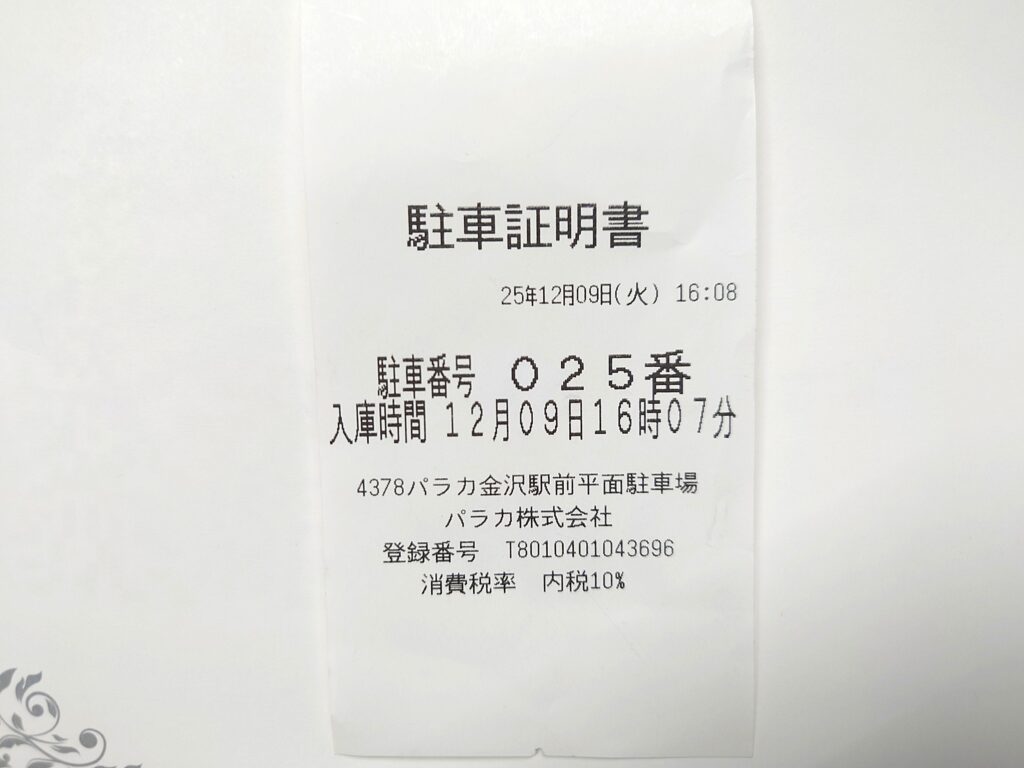 駐車証明書
25年12月09日(火) 16:08
駐車番号 025番
入庫時間 12月09日16時07分
4378パラカ金沢駅前平面駐車場
パラカ株式会社
登録番号 T8010401043696
消費税率 内税10%